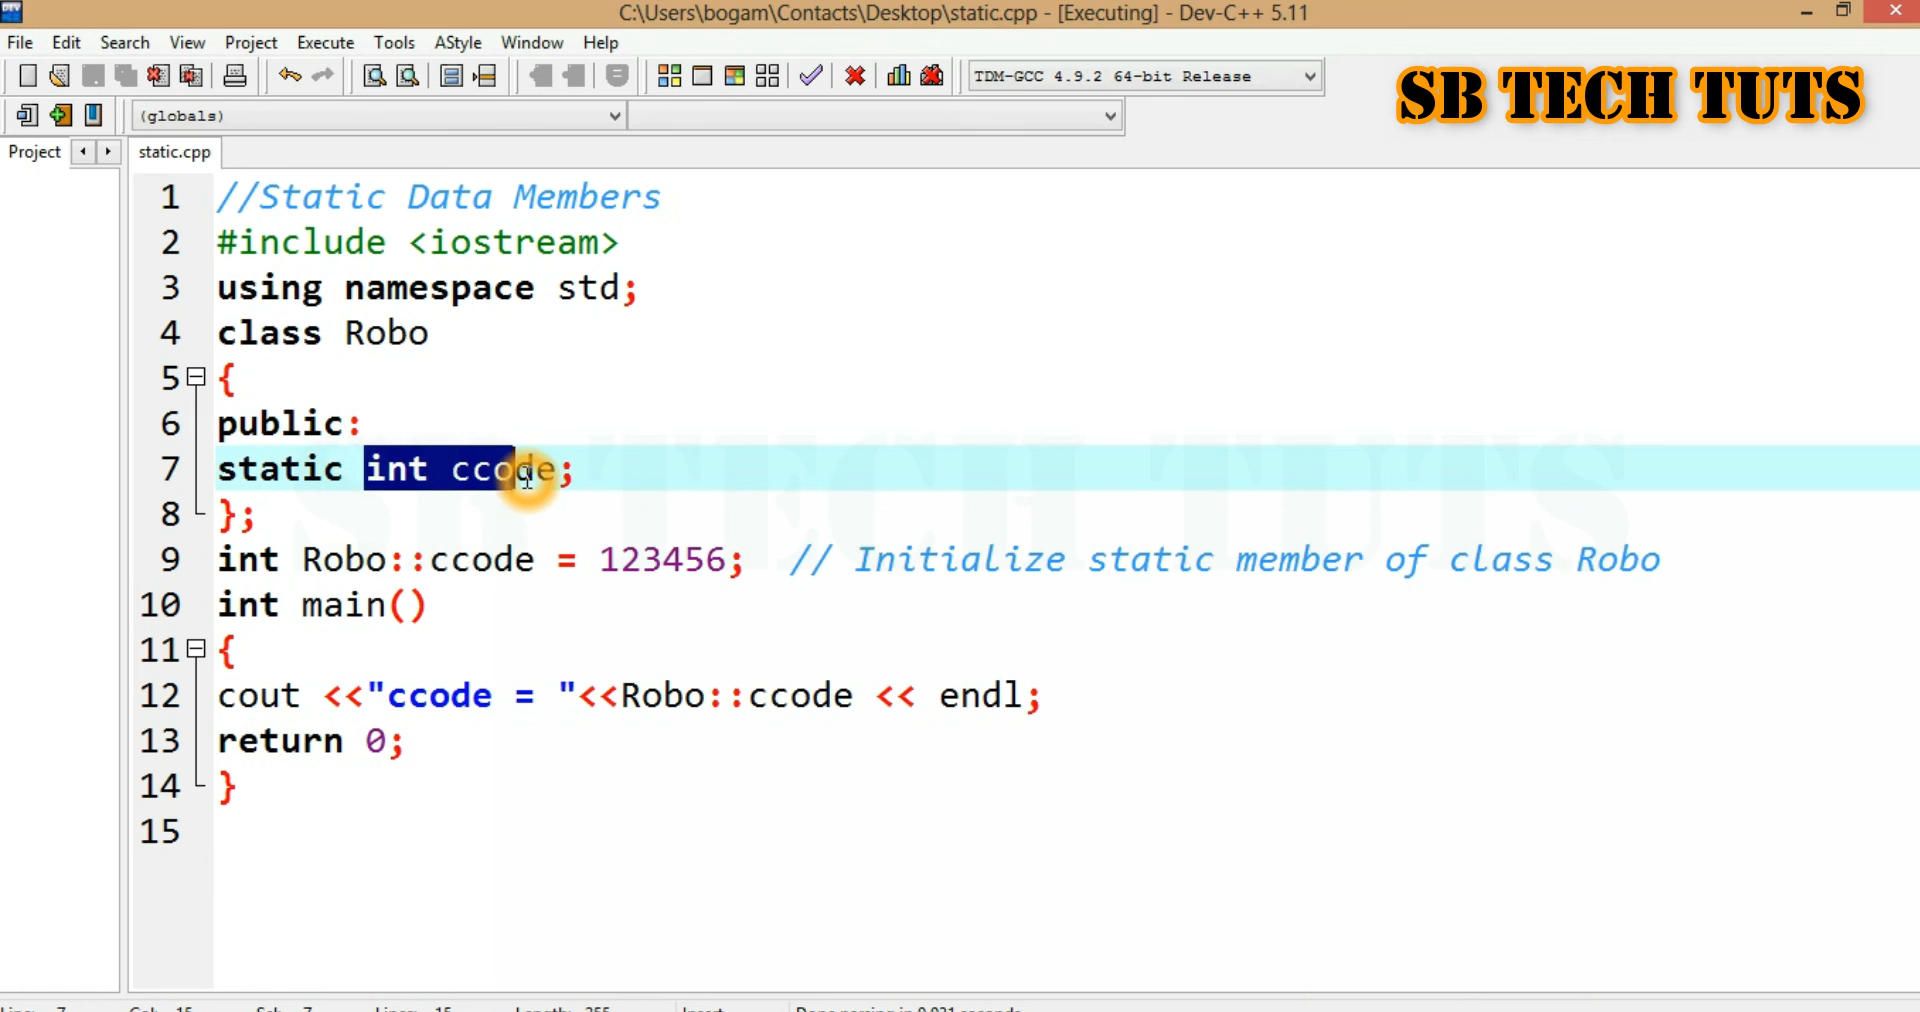 C:\Users\bogam\Contacts\Desktop\static.cpp - [Executing] - Dev-C++ 5.11
File Edit Search View Project Execute Tools AStyle Window Help
TDM-GCC 4.9.2 64-bit Release
SB TECH TUTS
(globals)
Project static.cpp
1 //Static Data Members
2 #include <iostream>
3 using namespace std;
4 class Robo
5 {
6 public:
7 static int ccode;
8 };
9 int Robo::ccode = 123456; // Initialize static member of class Robo
10 int main()
11 {
12 cout <<"ccode = "<<Robo::ccode << endl;
13 return 0;
14 }
15
SB TECH TUTS